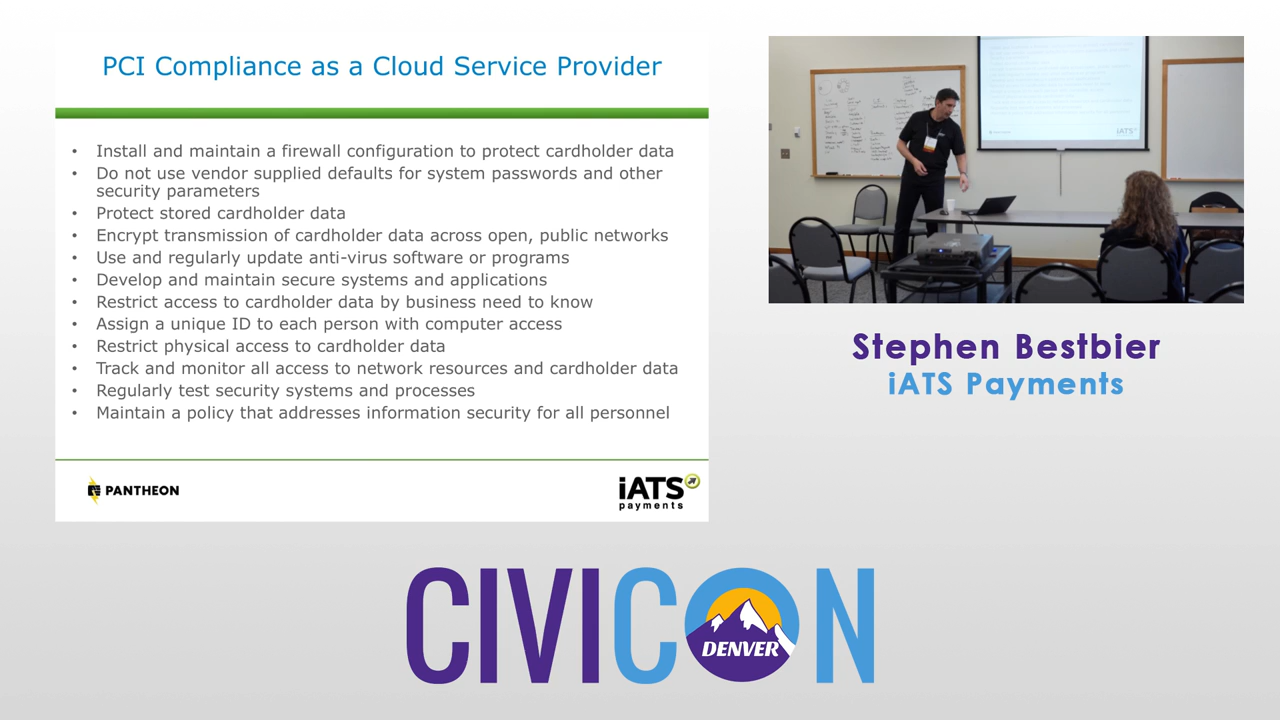 PCI Compliance as a Cloud Service Provider
• Install and maintain a firewall configuration to protect cardholder data
• Do not use vendor supplied defaults for system passwords and other
security parameters
• Protect stored cardholder data
• Encrypt transmission of cardholder data across open, public networks
• Use and regularly update anti-virus software or programs
• Develop and maintain secure systems and applications
• Restrict access to cardholder data by business need to know
• Assign a unique ID to each person with computer access
• Restrict physical access to cardholder data
• Track and monitor all access to network resources and cardholder data
• Regularly test security systems and processes
• Maintain a policy that addresses information security for all personnel
PANTHEON
iATS
payments
iATS
Stephen Bestbier
iATS Payments
CIVICON
DENVER